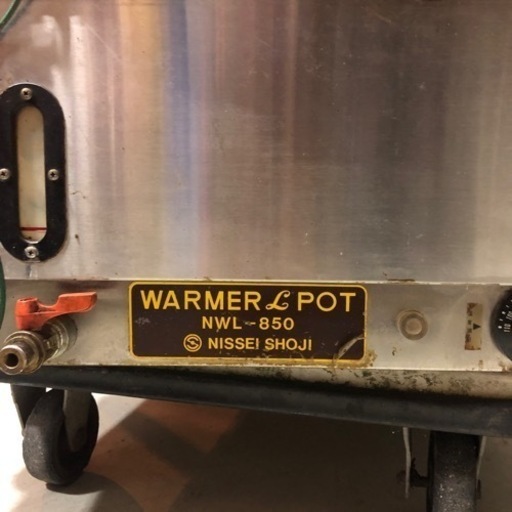 WARMER L POT
NWL-850
S NISSEI SHOJI